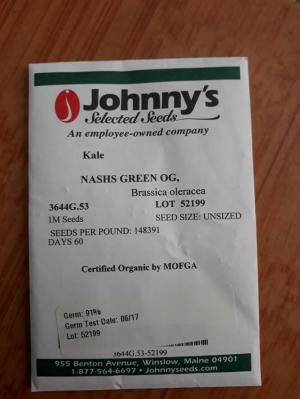 Johnny's
Selected Seeds
An employee-owned company
Kale
NASHS GREEN OG,
Brassica oleracea
3644G.53 LOT 52199
1M Seeds SEED SIZE: UNSIZED
SEEDS PER POUND: 148391
DAYS 60
Certified Organic by MOFGA
Germ: 91%
Germ Test Date: 06/17
Lot: 52199
3644G.53-52199
955 Benton Avenue, Winslow, Maine 04901
1-877-564-6697 • Johnnyseeds.com